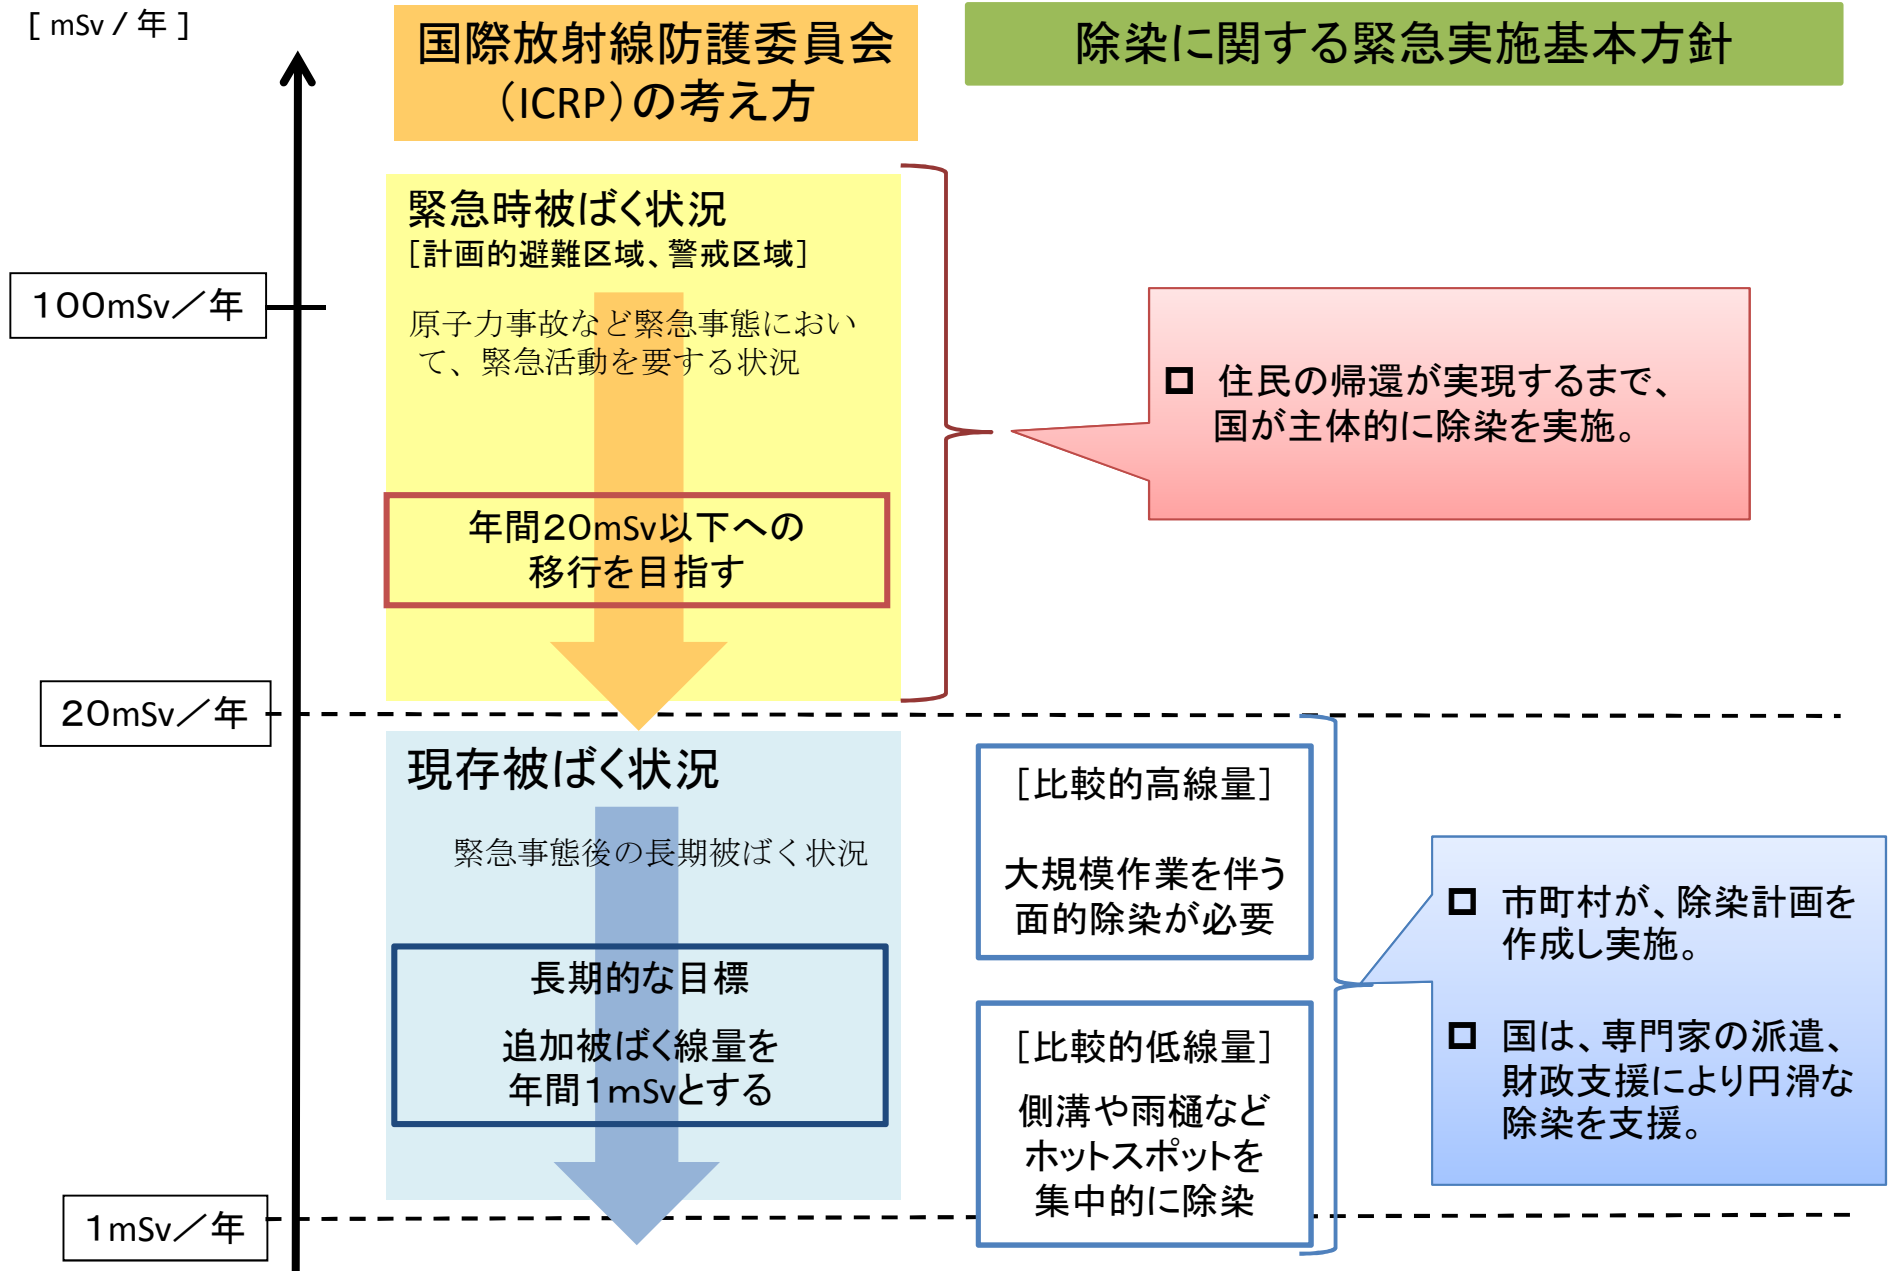 [ mSv / 年 ]
国際放射線防護委員会
（ICRP）の考え方
除染に関する緊急実施基本方針
緊急時被ばく状況
［計画的避難区域、警戒区域］
100mSv／年
原子力事故など緊急事態におい
て、緊急活動を要する状況
□ 住民の帰還が実現するまで、
国が主体的に除染を実施。
年間20mSv以下への
移行を目指す
20mSv／年
現存被ばく状況
緊急事態後の長期被ばく状況
長期的な目標
追加被ばく線量を
年間1mSvとする
［比較的高線量］
大規模作業を伴う
面的除染が必要
［比較的低線量］
側溝や雨樋など
ホットスポットを
集中的に除染
□ 市町村が、除染計画を
作成し実施。
□ 国は、専門家の派遣、
財政支援により円滑な
除染を支援。
1mSv／年